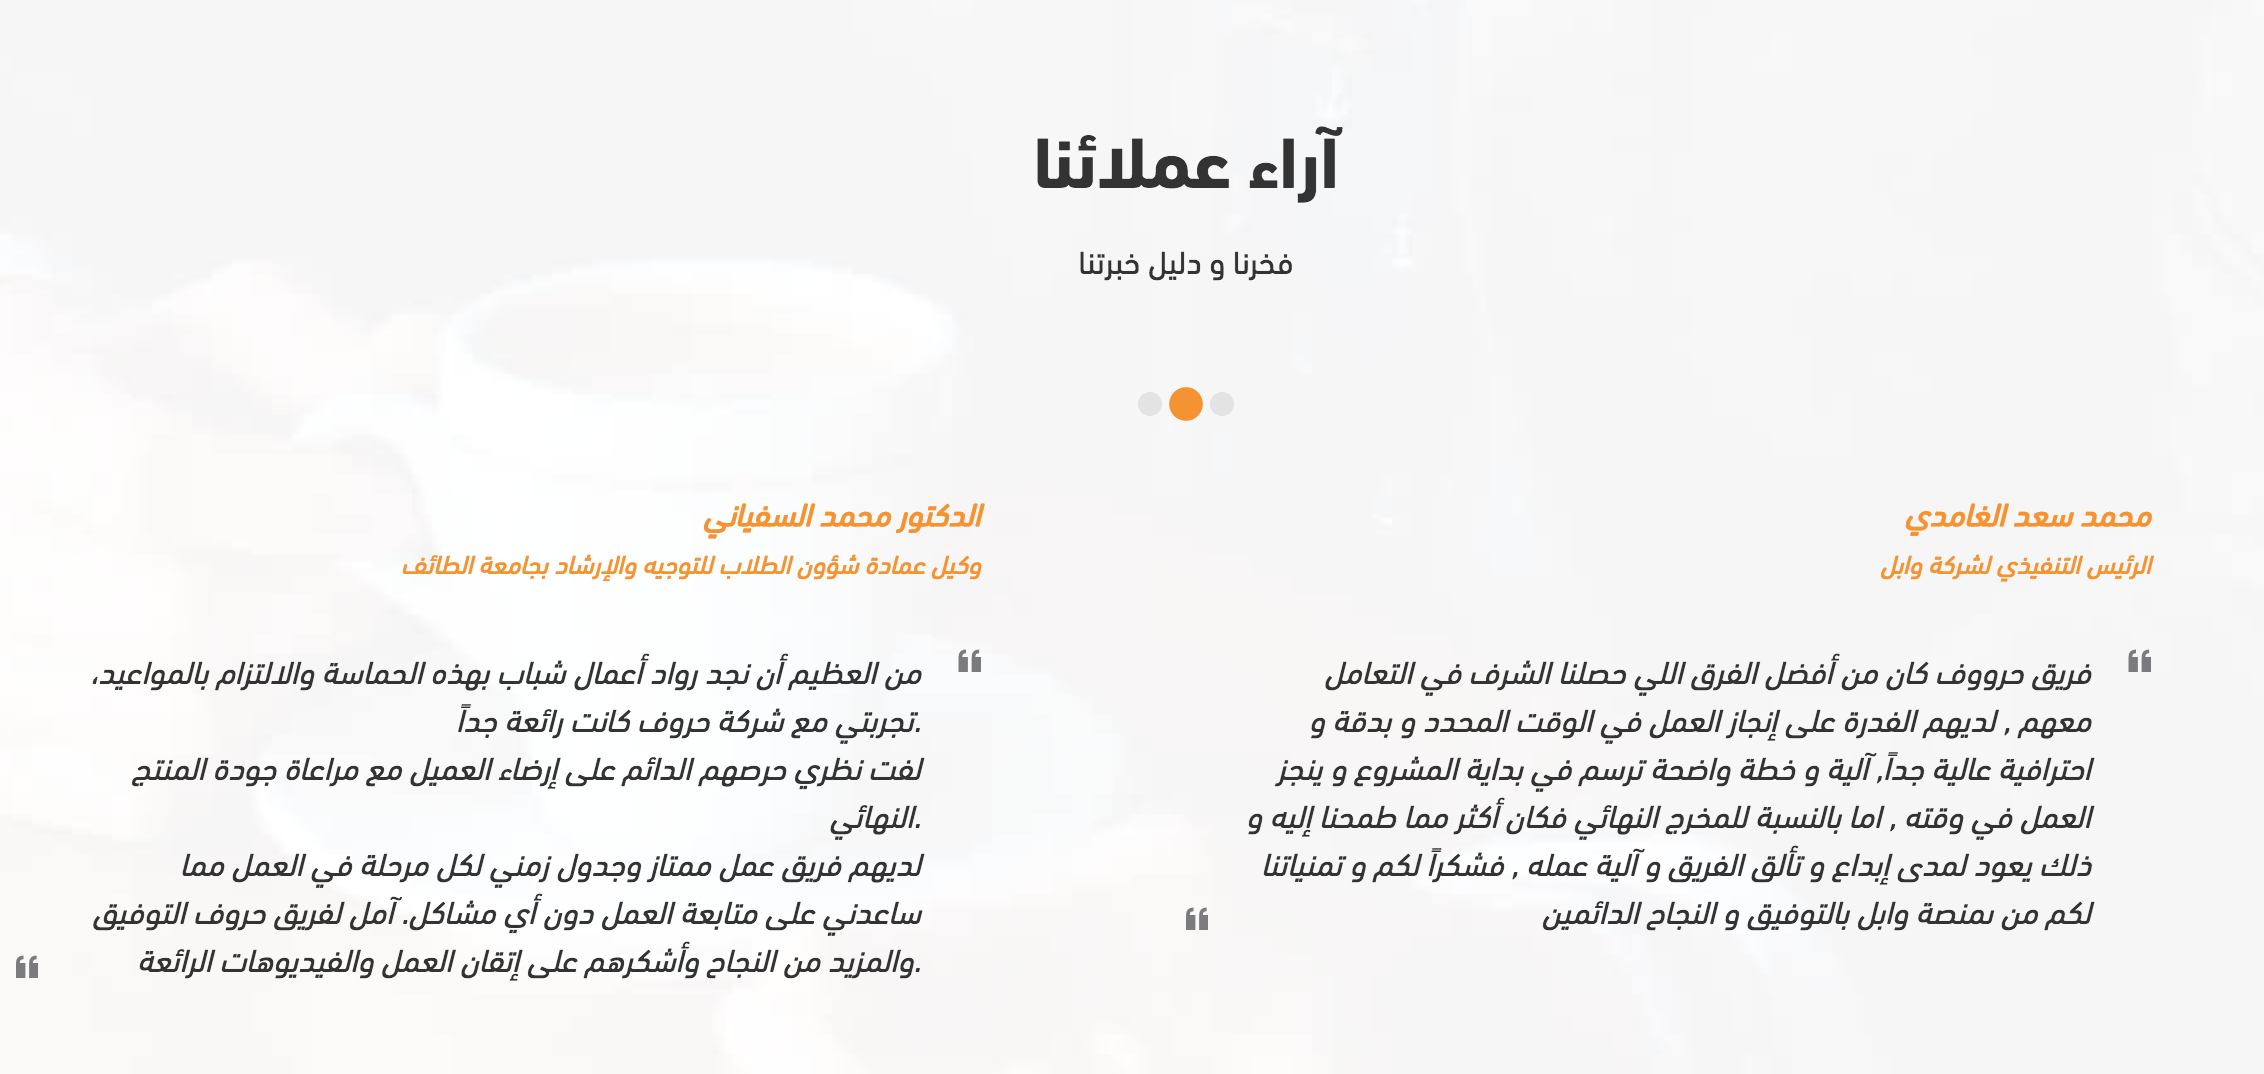 آراء عملائنا
فخرنا و دليل خبرتنا
محمد سعد الغامدي
الرئيس التنفيذي لشركة وابل
فريق حرووف كان من أفضل الفرق اللي حصلنا الشرف في التعامل
معهم , لديهم الغدرة على إنجاز العمل في الوقت المحدد و بدقة و
احترافية عالية جداً, آلية و خطة واضحة ترسم في بداية المشروع و ينجز
العمل في وقته , اما بالنسبة للمخرج النهائي فكان أكثر مما طمحنا إليه و
ذلك يعود لمدى إبداع و تألق الفريق و آلية عمله , فشكراً لكم و تمنياتنا
لكم من ىمنصة وابل بالتوفيق و النجاح الدائمين
الدكتور محمد السفياني
وكيل عمادة شؤون الطلاب للتوجيه والإرشاد بجامعة الطائف
من العظيم أن نجد رواد أعمال شباب بهذه الحماسة والالتزام بالمواعيد،
.تجربتي مع شركة حروف كانت رائعة جداً
لفت نظري حرصهم الدائم على إرضاء العميل مع مراعاة جودة المنتج
.النهائي
لديهم فريق عمل ممتاز وجدول زمني لكل مرحلة في العمل مما
ساعدني على متابعة العمل دون أي مشاكل. آمل لفريق حروف التوفيق
.والمزيد من النجاح وأشكرهم على إتقان العمل والفيديوهات الرائعة